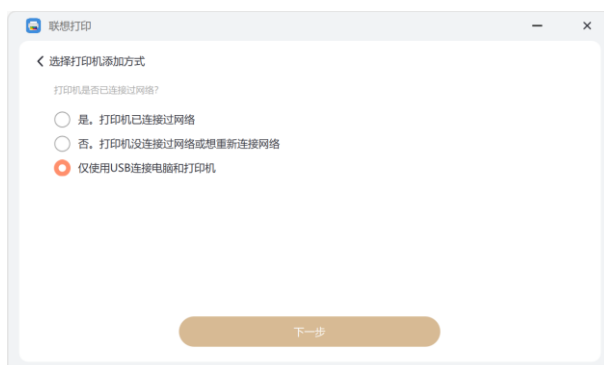 联想打印
选择打印机添加方式
打印机是否已连接过网络?
是。打印机已连接过网络
否。打印机没连接过网络或想重新连接网络
仅使用USB连接电脑和打印机
下一步